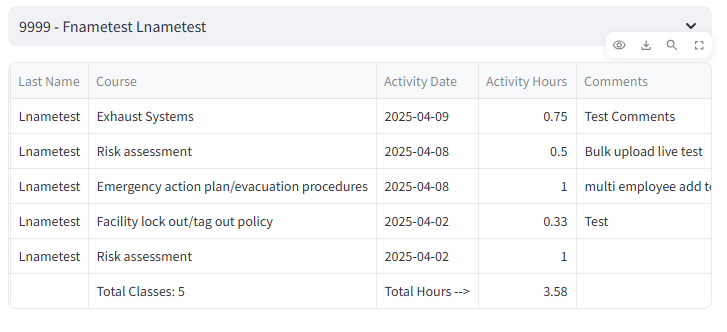 9999 - Fnametest Lnametest
Last Name Course Activity Date Activity Hours Comments
Lnametest Exhaust Systems 2025-04-09 0.75 Test Comments
Lnametest Risk assessment 2025-04-08 0.5 Bulk upload live test
Lnametest Emergency action plan/evacuation procedures 2025-04-08 1 multi employee add
Lnametest Facility lock out/tag out policy 2025-04-02 0.33 Test
Lnametest Risk assessment 2025-04-02 1
Total Classes: 5 Total Hours --> 3.58